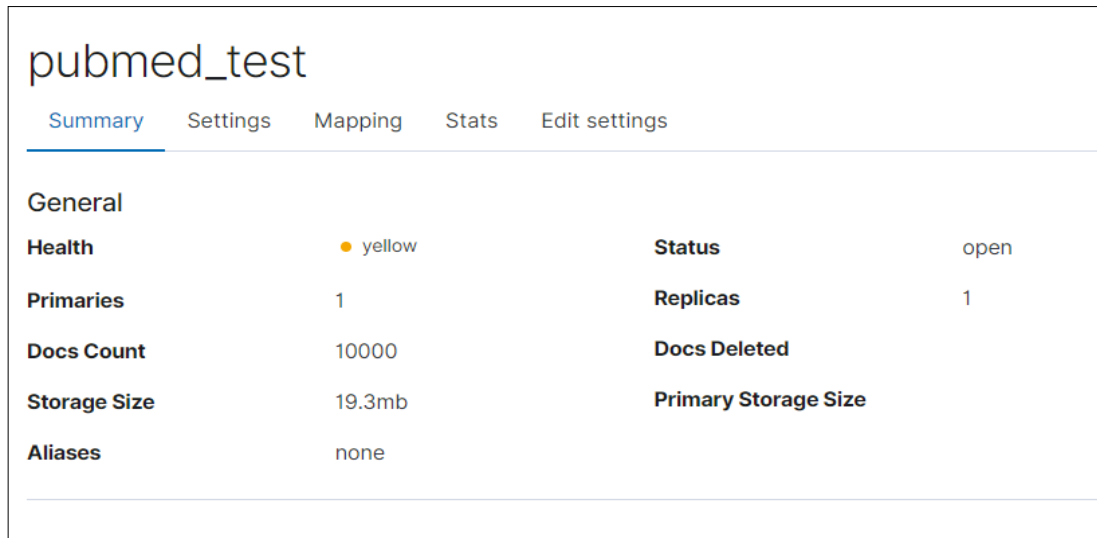 pubmed_test
Summary Settings Mapping Stats Edit settings
General
Health yellow Status open
Primaries 1 Replicas 1
Docs Count 10000 Docs Deleted
Storage Size 19.3mb Primary Storage Size
Aliases none